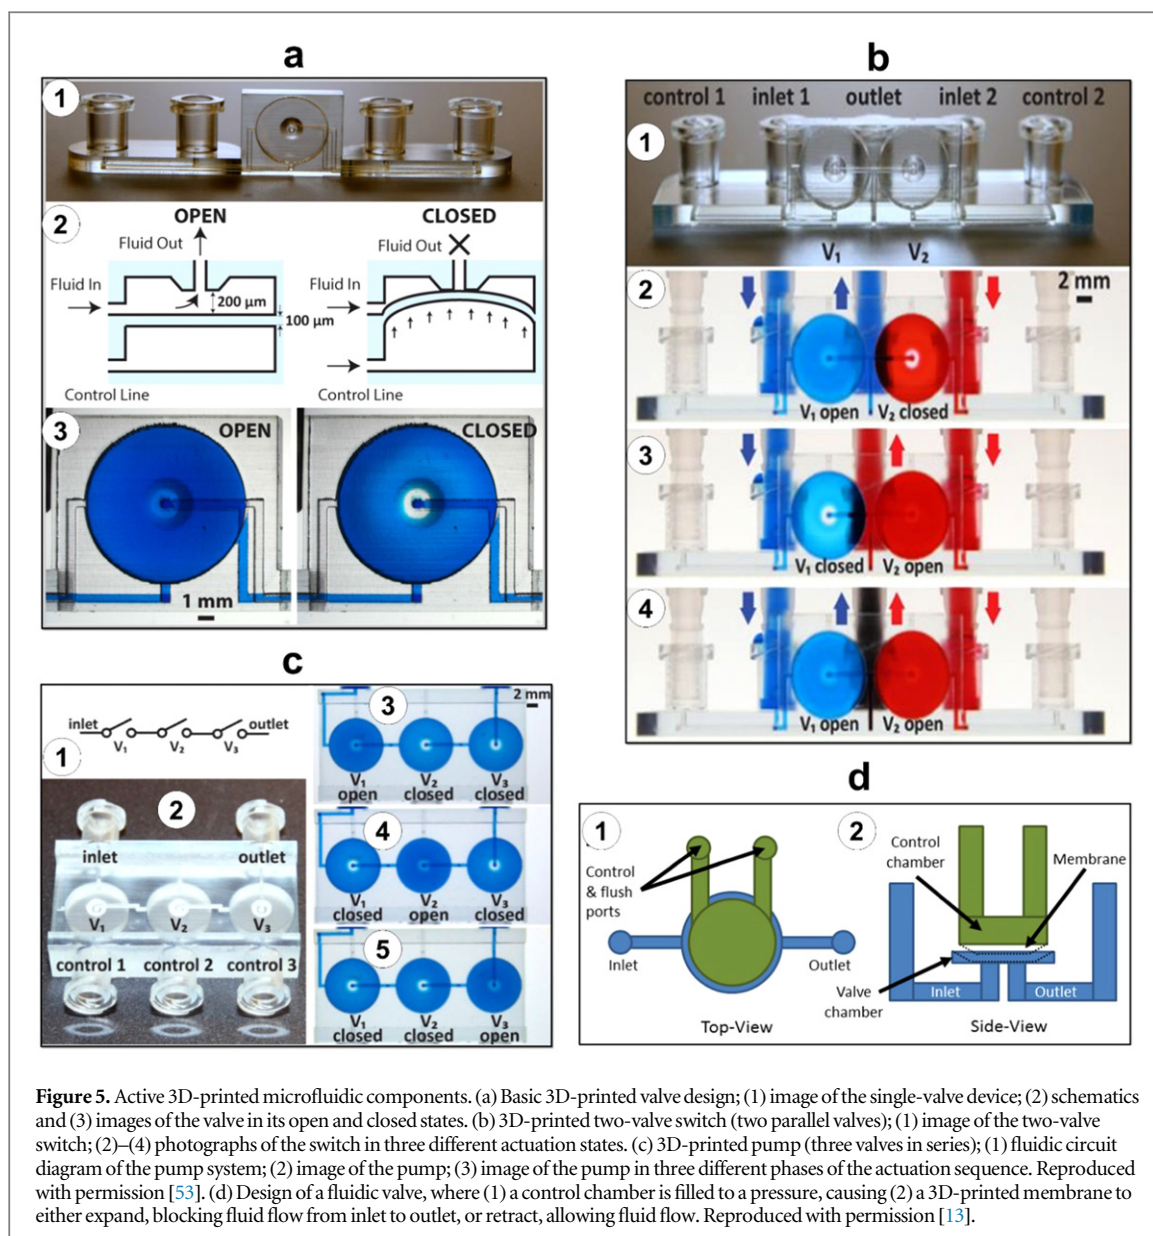 a
1
2
OPEN
CLOSED
Fluid Out
Fluid Out
Fluid In
Fluid In
200 µm
100 µm
Control Line
Control Line
3
OPEN
CLOSED
1 mm
b
control 1 inlet 1 outlet inlet 2 control 2
1
V1 V2
2
2 mm
V1 open V2 closed
3
V1 closed V2 open
4
V1 open V2 open
c
inlet outlet
V1 V2 V3
1
2
inlet outlet
V1 V2 V3
control 1 control 2 control 3
3
2 mm
V1 V2 V3
open closed closed
4
V1 V2 V3
closed open closed
5
V1 V2 V3
closed closed open
d
1
Control
& flush
ports
Inlet
Outlet
Top-View
2
Control
chamber
Membrane
Valve
chamber
Inlet
Outlet
Side-View
Figure 5. Active 3D-printed microfluidic components. (a) Basic 3D-printed valve design; (1) image of the single-valve device; (2) schematics
and (3) images of the valve in its open and closed states. (b) 3D-printed two-valve switch (two parallel valves); (1) image of the two-valve
switch; (2)–(4) photographs of the switch in three different actuation states. (c) 3D-printed pump (three valves in series); (1) fluidic circuit
diagram of the pump system; (2) image of the pump; (3) image of the pump in three different phases of the actuation sequence. Reproduced
with permission [53]. (d) Design of a fluidic valve, where (1) a control chamber is filled to a pressure, causing (2) a 3D-printed membrane to
either expand, blocking fluid flow from inlet to outlet, or retract, allowing fluid flow. Reproduced with permission [13].